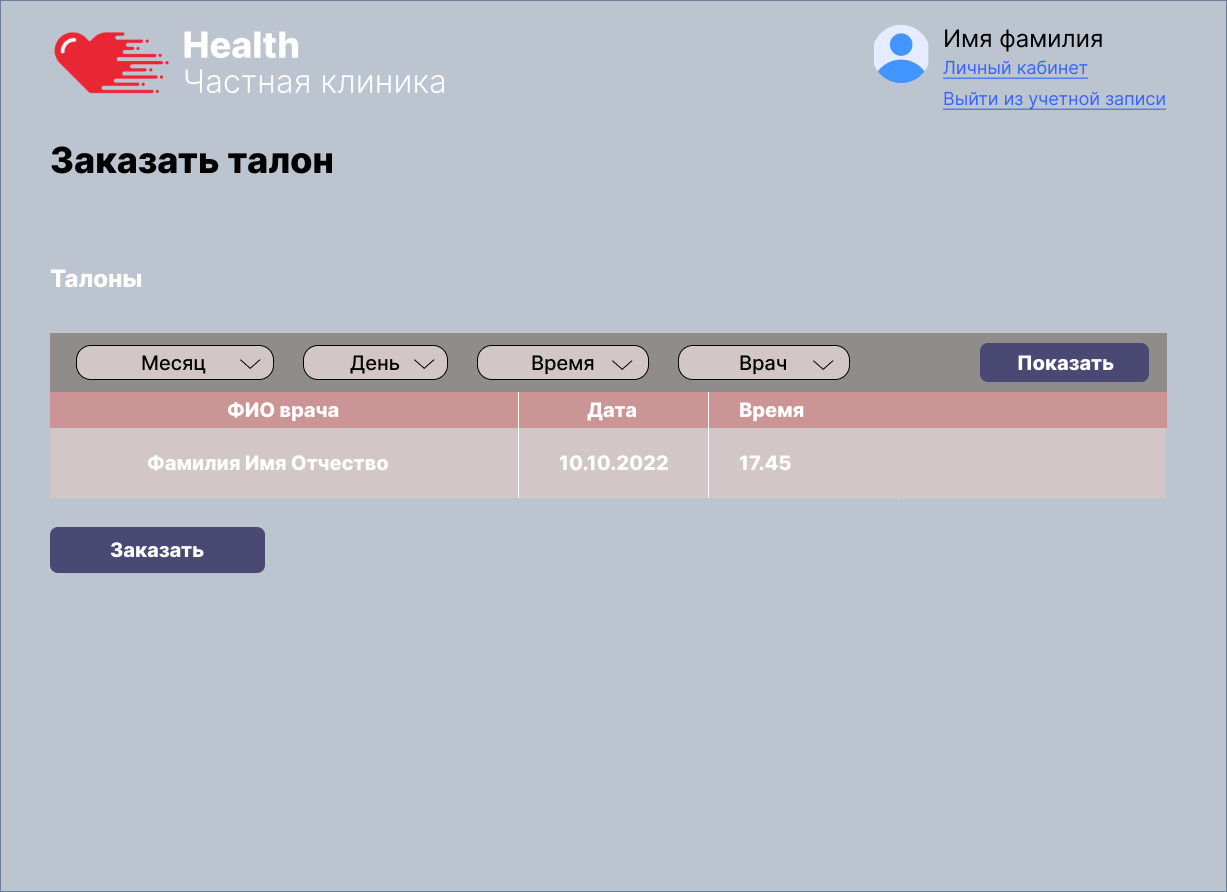 Health
Частная клиника
Имя фамилия
Личный кабинет
Выйти из учетной записи
Заказать талон
Талоны
Месяц День Время Врач Показать
ФИО врача Дата Время
Фамилия Имя Отчество 10.10.2022 17.45
Заказать